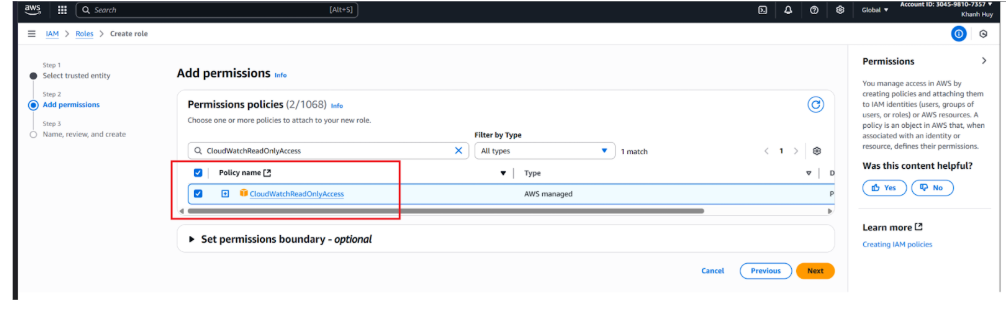 aws
Search
[Alt+S]
Global
Account ID: 3045-9810-7357
Khanh Huy
IAM > Roles > Create role
Step 1
Select trusted entity
Step 2
Add permissions
Step 3
Name, review, and create
Add permissions Info
Permissions policies (2/1068) Info
Choose one or more policies to attach to your new role.
Filter by Type
CloudWatchReadOnlyAccess
All types
1 match
1
Policy name
Type
D
CloudWatchReadOnlyAccess
AWS managed
P
Set permissions boundary - optional
Cancel
Previous
Next
Permissions
You manage access in AWS by
creating policies and attaching them
to IAM identities (users, groups of
users, or roles) or AWS resources. A
policy is an object in AWS that, when
associated with an identity or
resource, defines their permissions.
Was this content helpful?
Yes
No
Learn more
Creating IAM policies